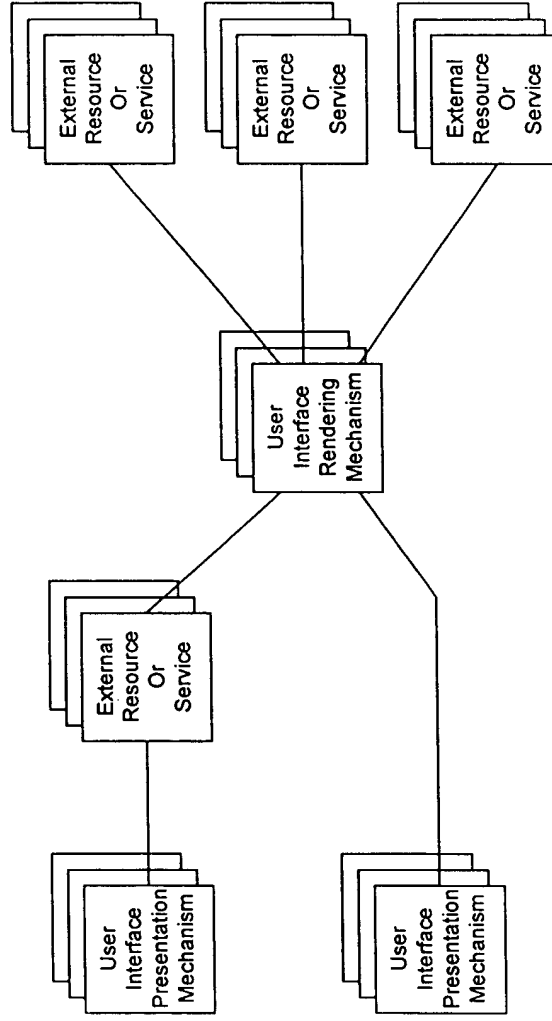 External
Resource
Or
Service
External
Resource
Or
Service
External
Resource
Or
Service
User
Interface
Rendering
Mechanism
External
Resource
Or
Service
User
Interface
Presentation
Mechanism
User
Interface
Presentation
Mechanism